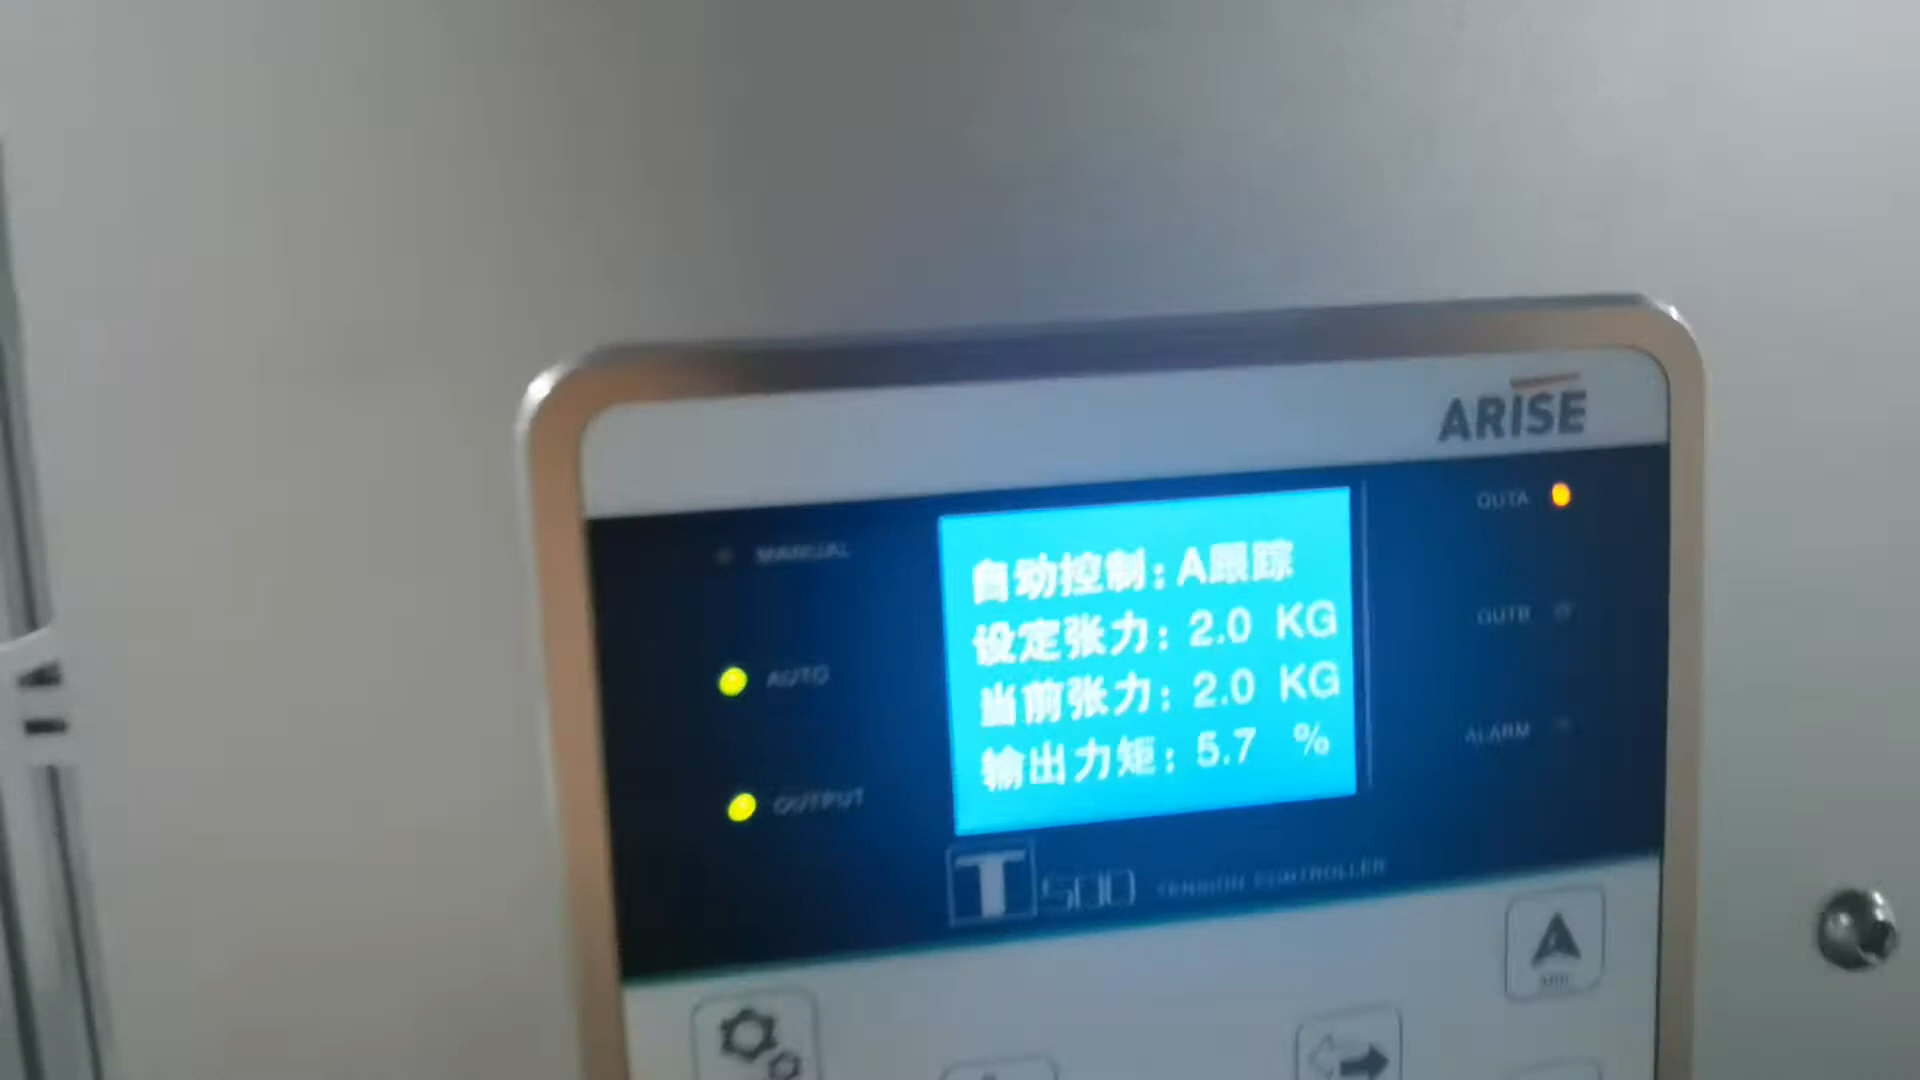 ARISE
MANUAL
AUTO
OUTPUT
自动控制: A跟踪
设定张力: 2.0 KG
当前张力: 2.0 KG
输出力矩: 5.7 %
OUTA
OUTB
ALARM
T500 TENSION CONTROLLER